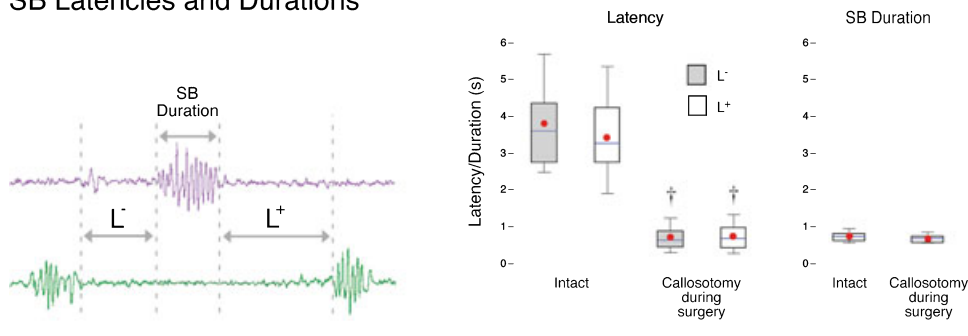 SB Latencies and Durations
SB
Duration
L-
L+
Latency
Latency/Duration (s)
6
5
4
3
2
1
0
L-
L+
†
†
Intact
Callosotomy
during
surgery
SB Duration
6
5
4
3
2
1
0
Intact
Callosotomy
during
surgery